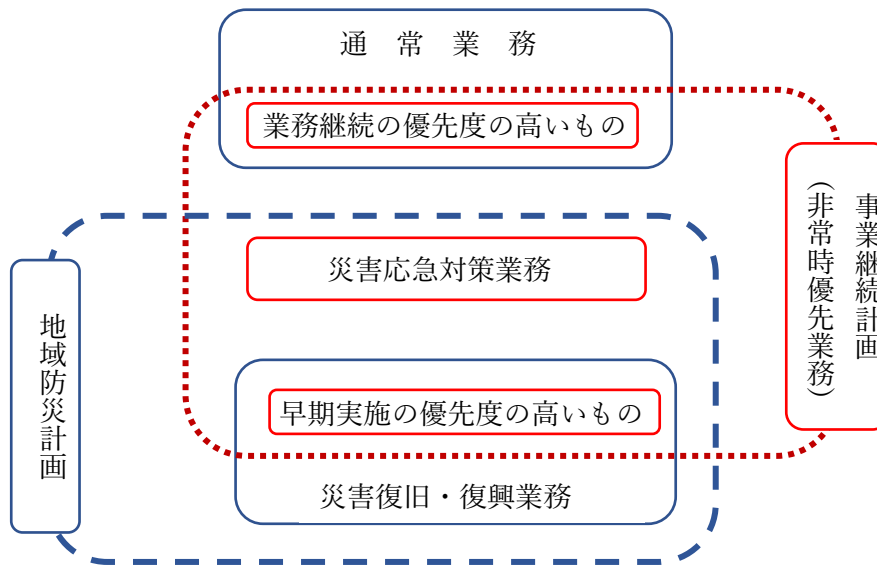 通常業務
業務継続の優先度の高いもの
災害応急対策業務
早期実施の優先度の高いもの
災害復旧・復興業務
地域防災計画
事業継続計画
(非常時優先業務)